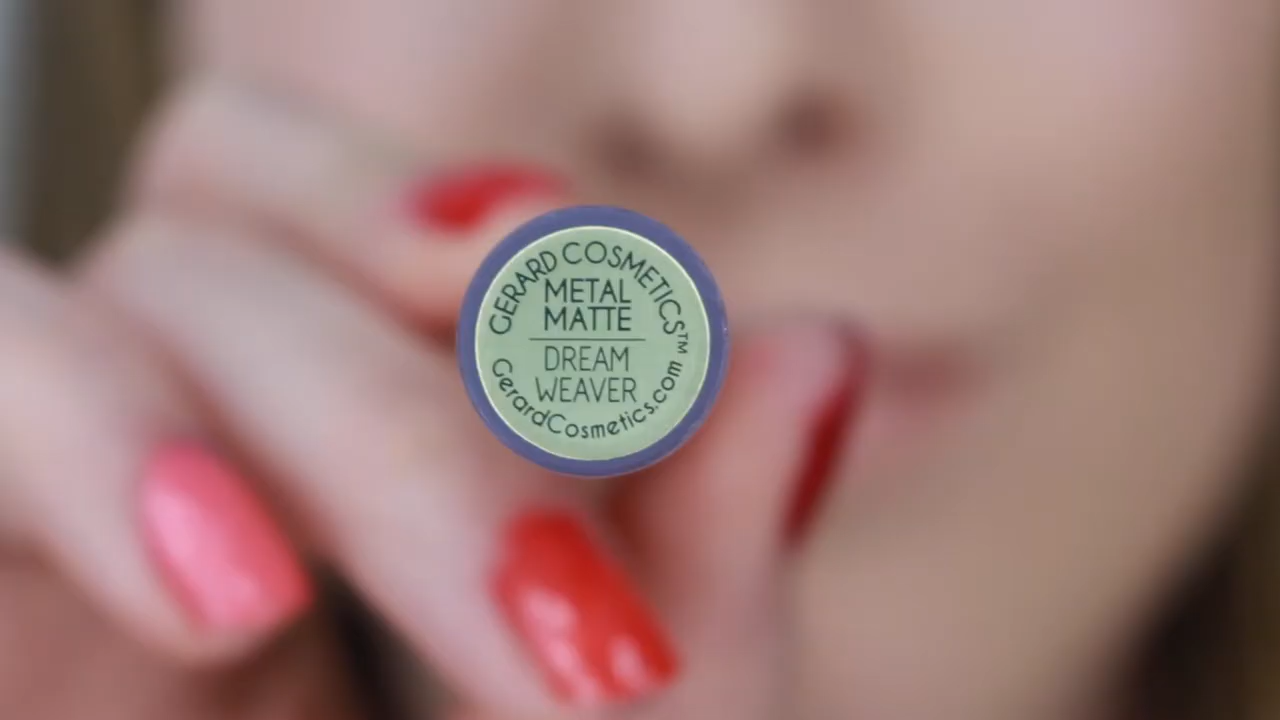 GERARD COSMETICS™
METAL
MATTE
DREAM
WEAVER
GerardCosmetics.com